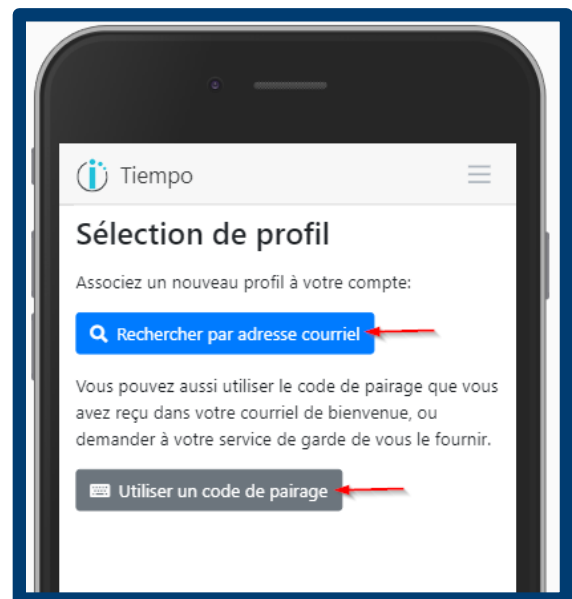 Tiempo
Sélection de profil
Associez un nouveau profil à votre compte:
Rechercher par adresse courriel
Vous pouvez aussi utiliser le code de pairage que vous
avez reçu dans votre courriel de bienvenue, ou
demander à votre service de garde de vous le fournir.
Utiliser un code de pairage